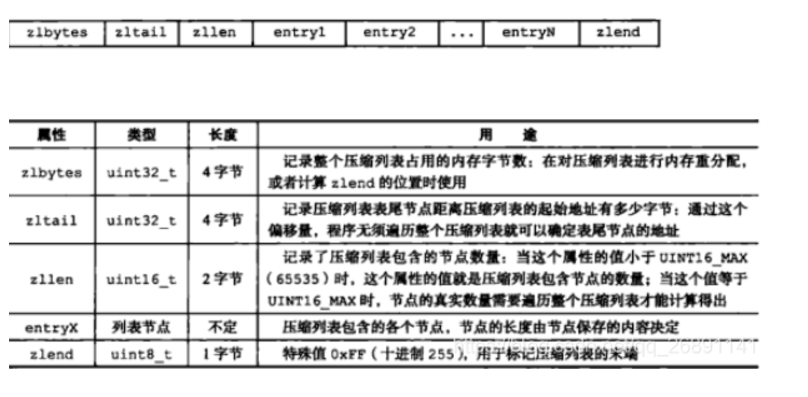 zlbytes zltail zllen entry1 entry2 ... entryN zlend
属性 类型 长度 用 途
zlbytes uint32_t 4 字节 记录整个压缩列表占用的内存字节数：在对压缩列表进行内存重分配，
或者计算 zlend 的位置时使用
zltail uint32_t 4 字节 记录压缩列表表尾节点距离压缩列表的起始地址有多少字节：通过这个
偏移量，程序无须遍历整个压缩列表就可以确定表尾节点的地址
zllen uint16_t 2 字节 记录了压缩列表包含的节点数量：当这个属性的值小于 UINT16_MAX
（65535）时，这个属性的值就是压缩列表包含节点的数量；当这个值等于
UINT16_MAX 时，节点的真实数量需要遍历整个压缩列表才能计算得出
entryX 列表节点 不定 压缩列表包含的各个节点，节点的长度由节点保存的内容决定
zlend uint8_t 1 字节 特殊值 0xFF（十进制 255），用于标记压缩列表的末端